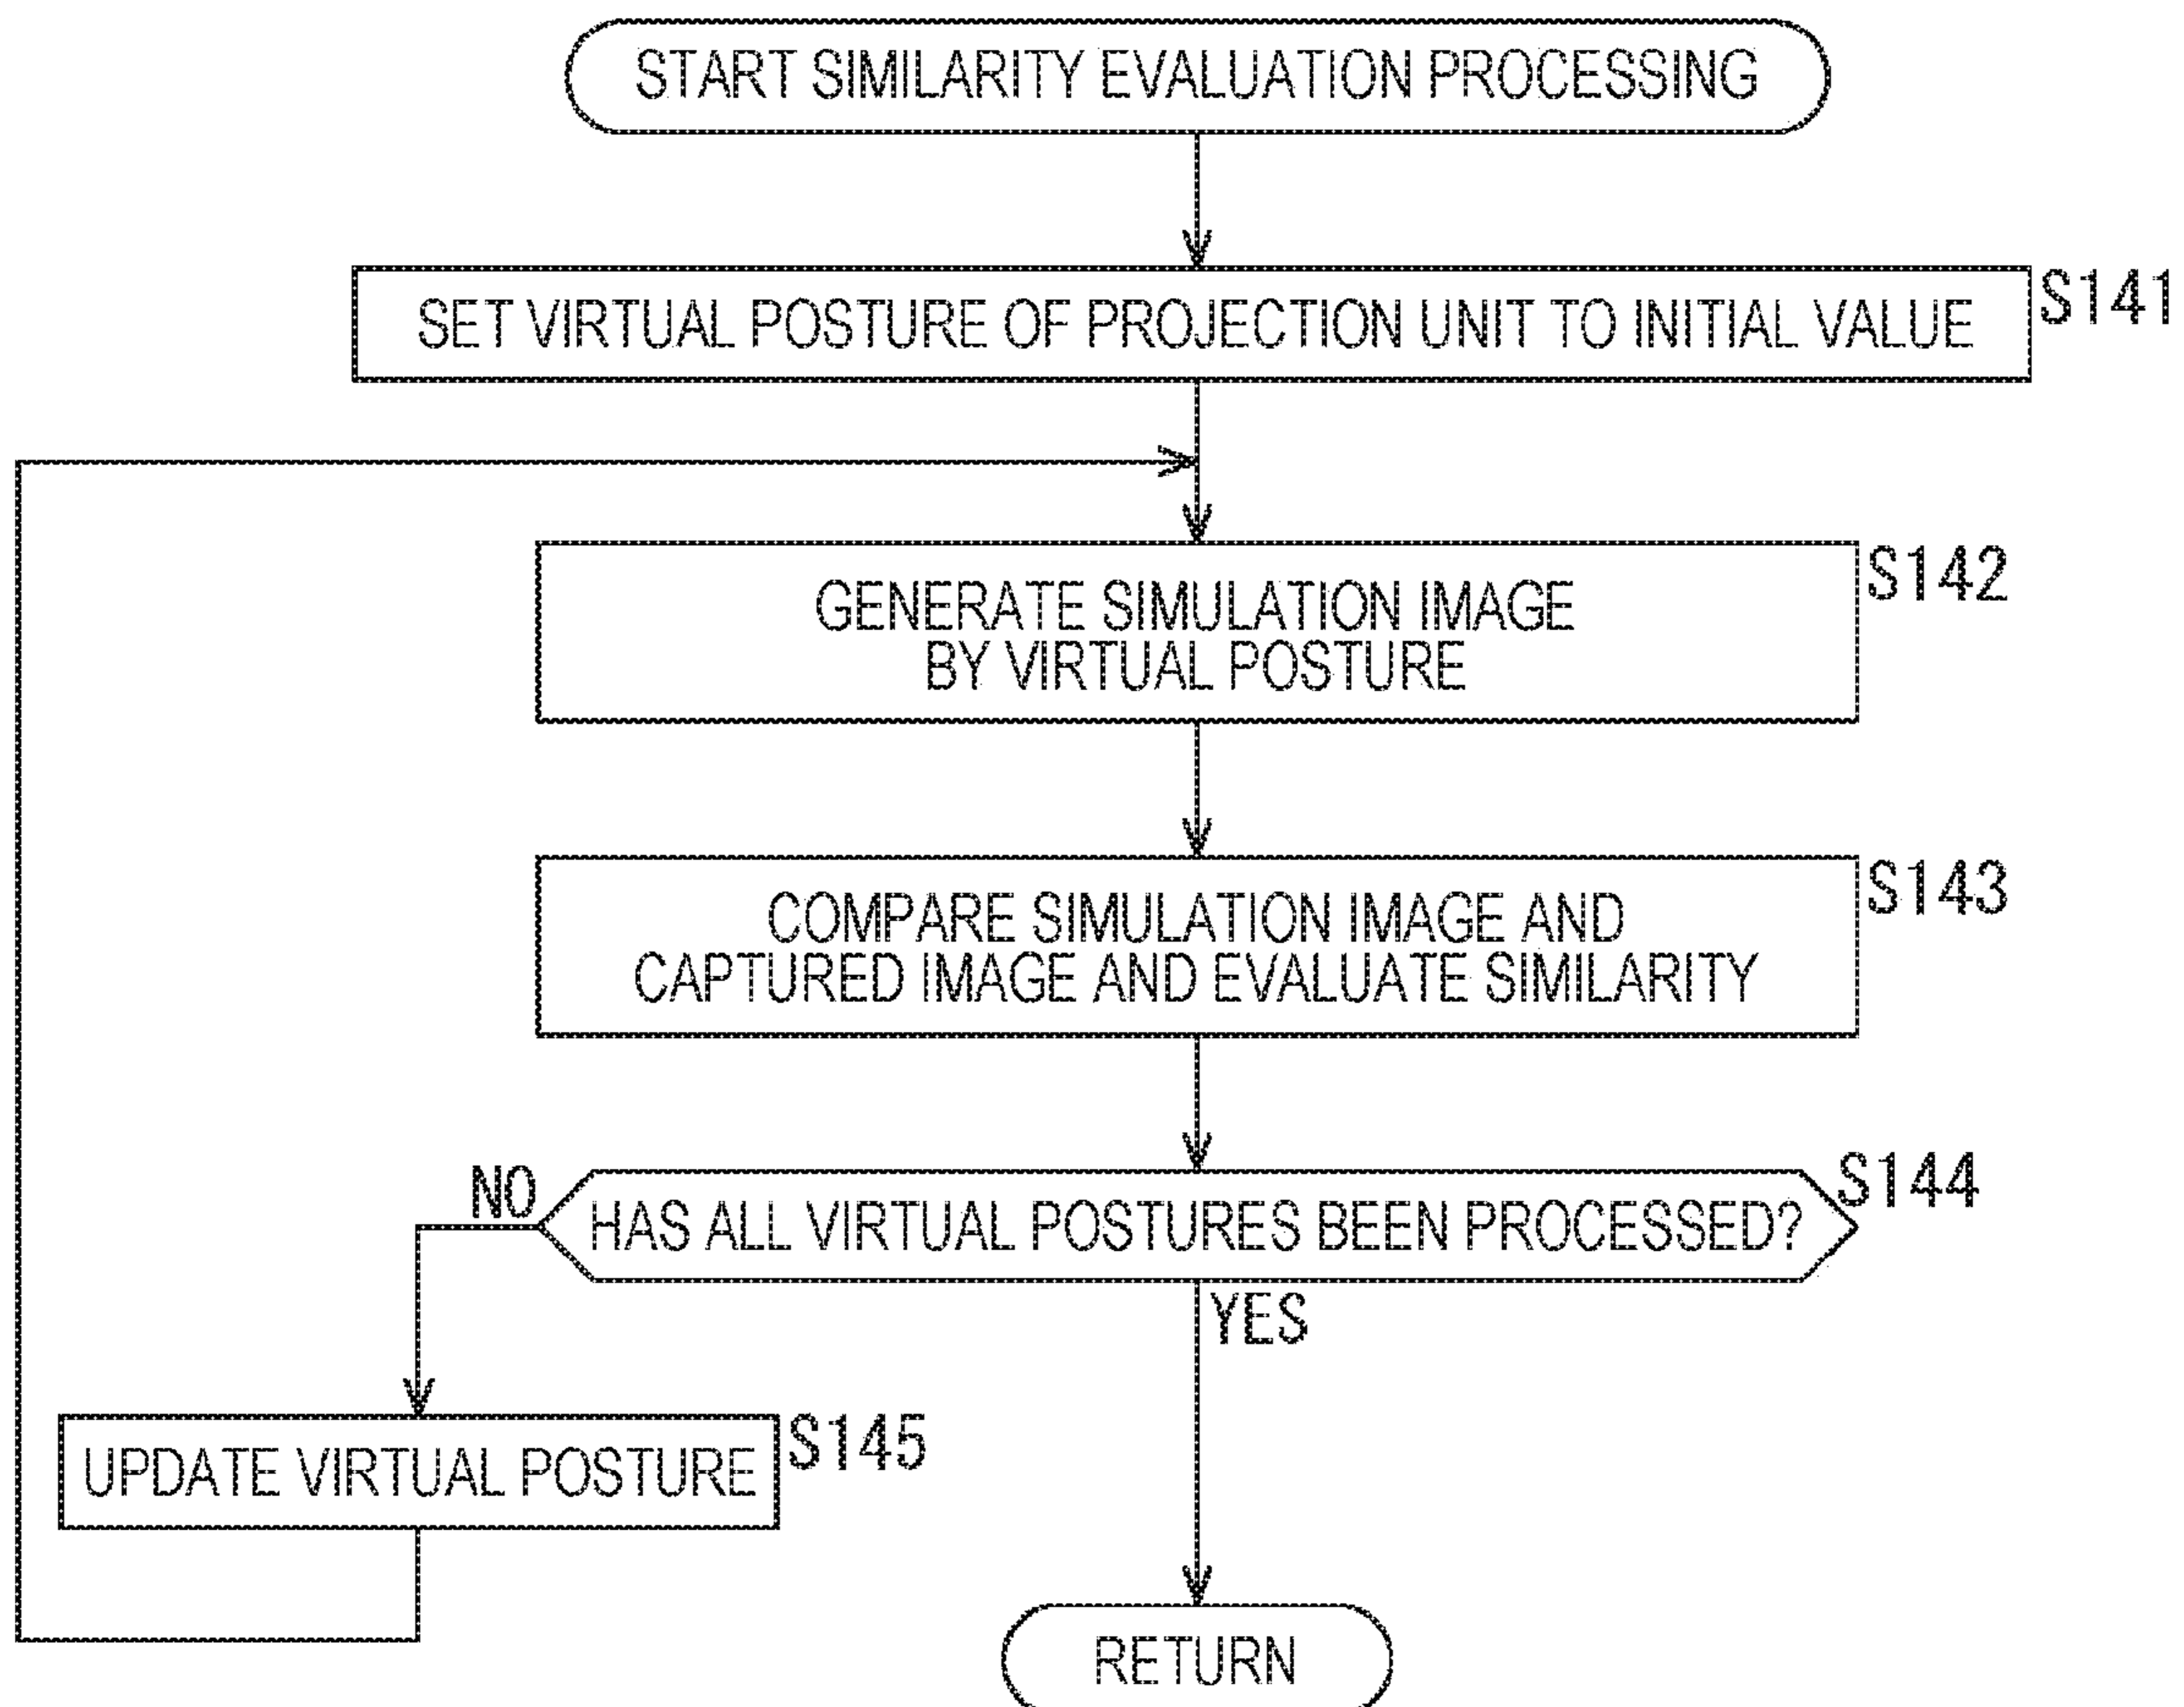 START SIMILARITY EVALUATION PROCESSING
SET VIRTUAL POSTURE OF PROJECTION UNIT TO INITIAL VALUE
S141
GENERATE SIMULATION IMAGE
BY VIRTUAL POSTURE
S142
COMPARE SIMULATION IMAGE AND
CAPTURED IMAGE AND EVALUATE SIMILARITY
S143
NO
HAS ALL VIRTUAL POSTURES BEEN PROCESSED?
S144
YES
UPDATE VIRTUAL POSTURE
S145
RETURN